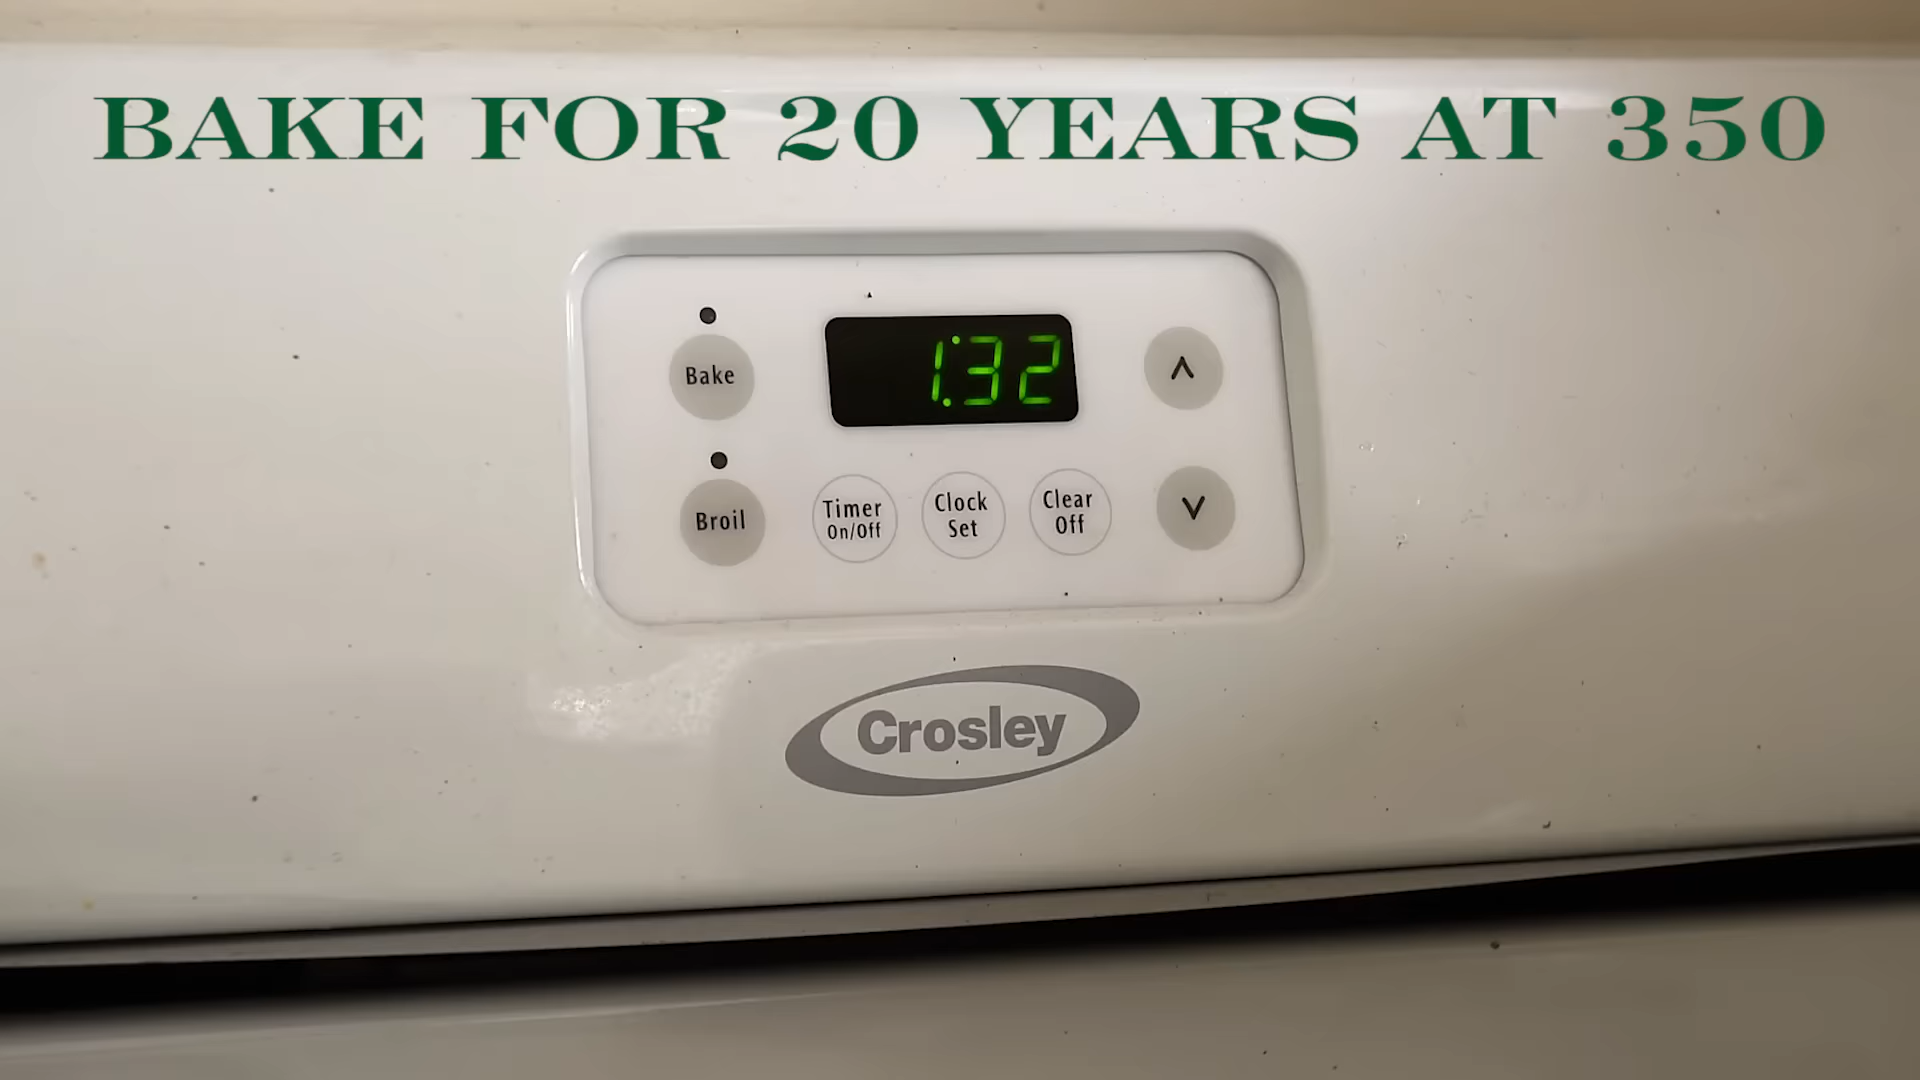 BAKE FOR 20 YEARS AT 350
1:32
Bake
Broil
Timer
On/Off
Clock
Set
Clear
Off
Crosley